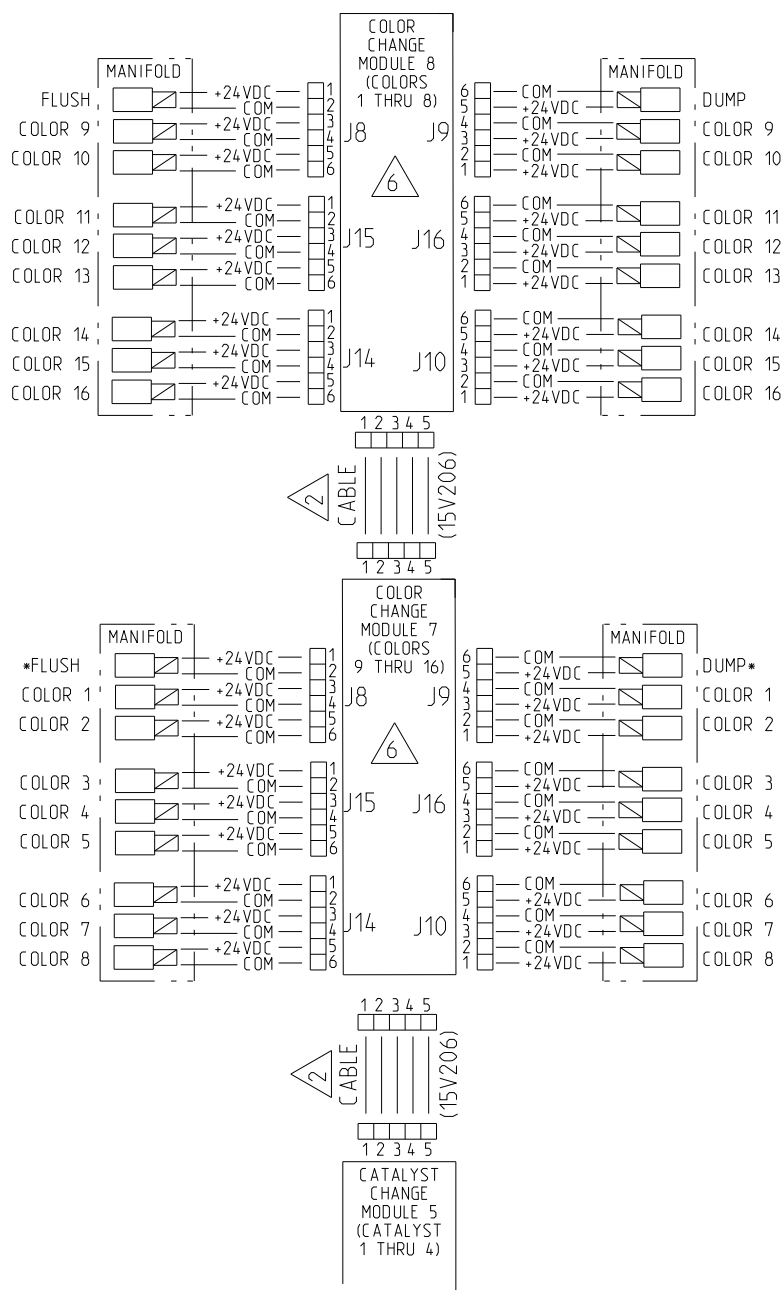 COLOR
CHANGE
MODULE 8
(COLORS
1 THRU 8)
MANIFOLD
MANIFOLD
FLUSH +24VDC 1 6 COM DUMP
COM 2 5 +24VDC
COLOR 9 +24VDC 3 4 COM COLOR 9
COM 4 J8 J9 3 +24VDC
COLOR 10 +24VDC 5 2 COM COLOR 10
COM 6 1 +24VDC
6
COLOR 11 +24VDC 1 6 COM COLOR 11
COM 2 5 +24VDC
COLOR 12 +24VDC 3 J15 J16 4 COM COLOR 12
COM 4 3 +24VDC
COLOR 13 +24VDC 5 2 COM COLOR 13
COM 6 1 +24VDC
COLOR 14 +24VDC 1 6 COM COLOR 14
COM 2 5 +24VDC
COLOR 15 +24VDC 3 J14 J10 4 COM COLOR 15
COM 4 3 +24VDC
COLOR 16 +24VDC 5 2 COM COLOR 16
COM 6 1 +24VDC
1 2 3 4 5
2
CABLE
(15V206)
1 2 3 4 5
COLOR
CHANGE
MODULE 7
(COLORS
9 THRU 16)
MANIFOLD
MANIFOLD
*FLUSH +24VDC 1 6 COM DUMP*
COM 2 5 +24VDC
COLOR 1 +24VDC 3 4 COM COLOR 1
COM 4 J8 J9 3 +24VDC
COLOR 2 +24VDC 5 2 COM COLOR 2
COM 6 1 +24VDC
6
COLOR 3 +24VDC 1 6 COM COLOR 3
COM 2 5 +24VDC
COLOR 4 +24VDC 3 J15 J16 4 COM COLOR 4
COM 4 3 +24VDC
COLOR 5 +24VDC 5 2 COM COLOR 5
COM 6 1 +24VDC
COLOR 6 +24VDC 1 6 COM COLOR 6
COM 2 5 +24VDC
COLOR 7 +24VDC 3 J14 J10 4 COM COLOR 7
COM 4 3 +24VDC
COLOR 8 +24VDC 5 2 COM COLOR 8
COM 6 1 +24VDC
1 2 3 4 5
2
CABLE
(15V206)
1 2 3 4 5
CATALYST
CHANGE
MODULE 5
(CATALYST
1 THRU 4)